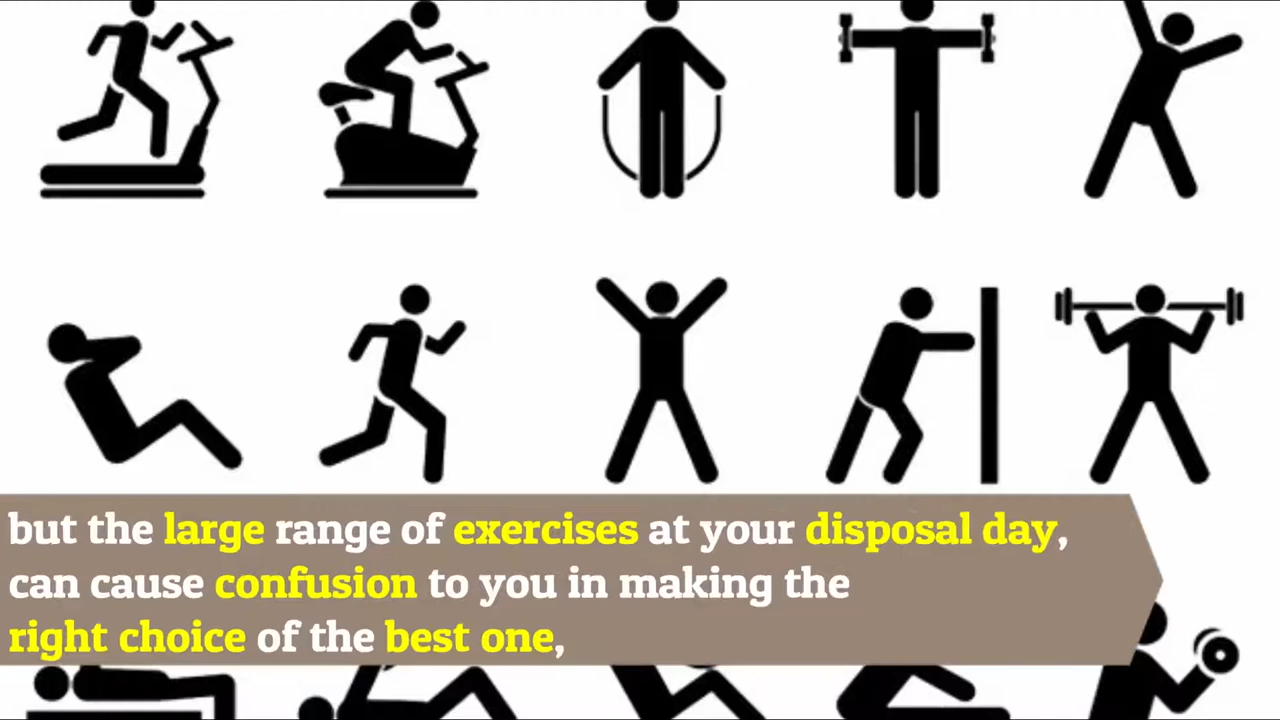 but the large range of exercises at your disposal day,
can cause confusion to you in making the
right choice of the best one,